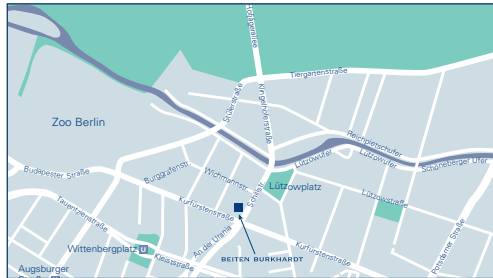 Hofjägerallee
Tiergartenstraße
Stülerstraße
Klingelhöferstraße
Zoo Berlin
Reichpietschufer
Lützowufer
Lützowufer
Schöneberger Ufer
Budapester Straße
Burggrafenstr
Wichmannstr
Schillstr
Lützowplatz
Lützowstraße
Tauentzienstraße
Kurfürstenstraße
An der Urania
Kurfürstenstraße
Wittenbergplatz U
Kleiststraße
BEITEN BURKHARDT
Potsdamer Straße
Augsburger